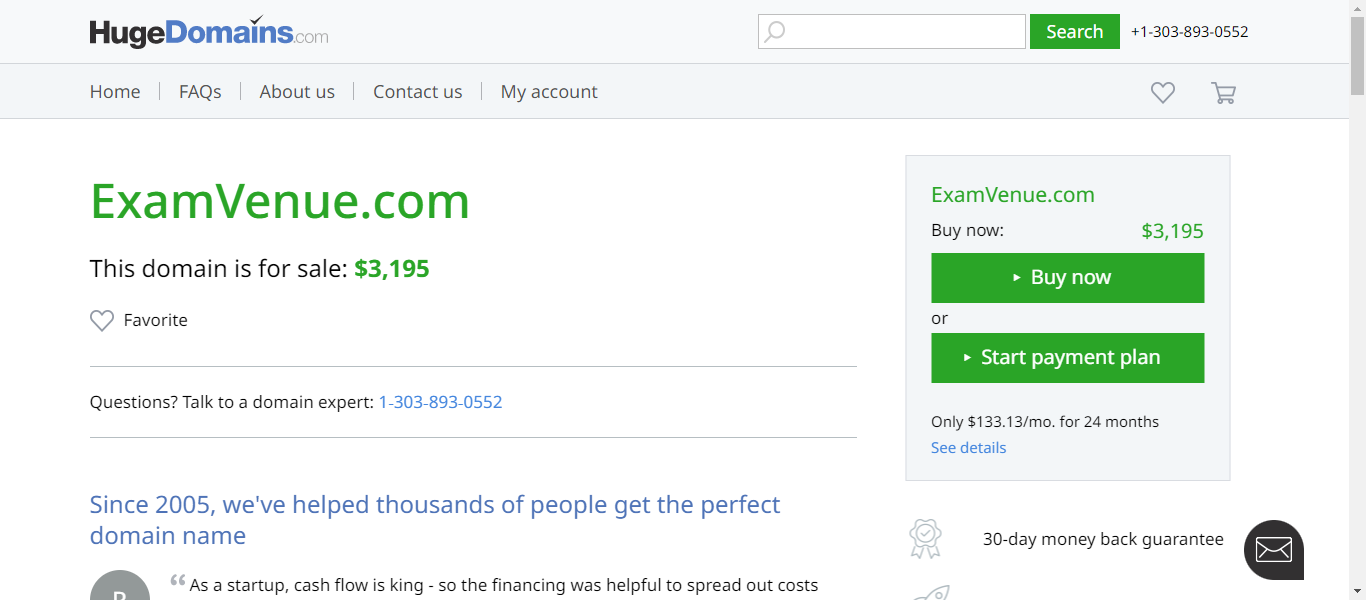 HugeDomains.com
Search
+1-303-893-0552
Home
FAQs
About us
Contact us
My account
ExamVenue.com
This domain is for sale: $3,195
Favorite
Questions? Talk to a domain expert: 1-303-893-0552
Since 2005, we've helped thousands of people get the perfect
domain name
“ As a startup, cash flow is king - so the financing was helpful to spread out costs
ExamVenue.com
Buy now: $3,195
Buy now
or
Start payment plan
Only $133.13/mo. for 24 months
See details
30-day money back guarantee